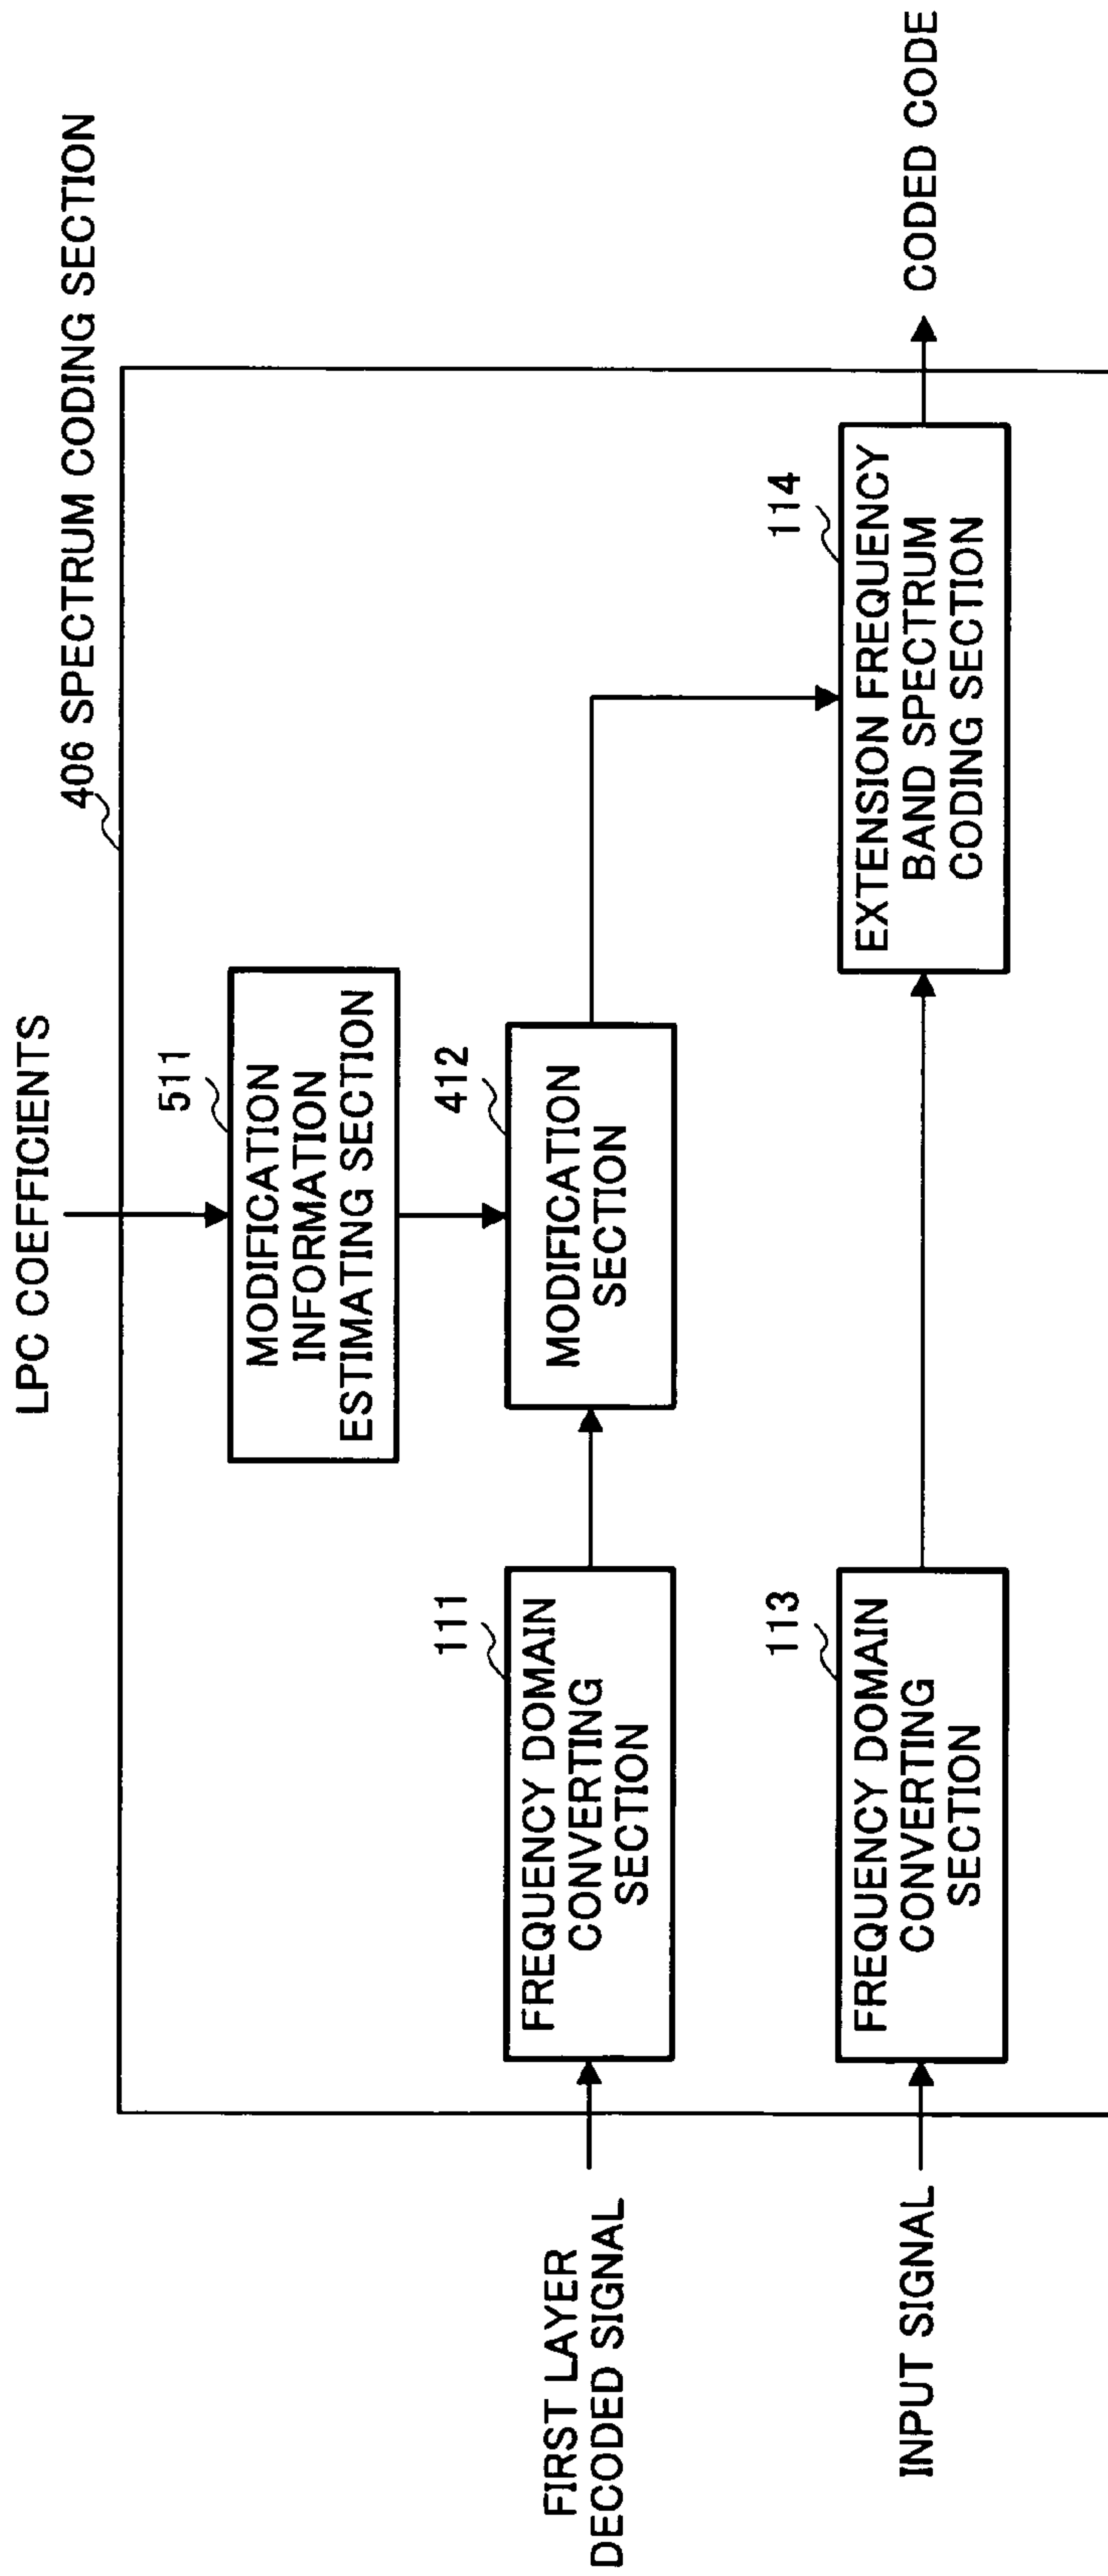 LPC COEFFICIENTS
406 SPECTRUM CODING SECTION
511
MODIFICATION
INFORMATION
ESTIMATING SECTION
111
FREQUENCY DOMAIN
CONVERTING
SECTION
412
MODIFICATION
SECTION
FIRST LAYER
DECODED SIGNAL
113
FREQUENCY DOMAIN
CONVERTING
SECTION
114
EXTENSION FREQUENCY
BAND SPECTRUM
CODING SECTION
INPUT SIGNAL
CODED CODE